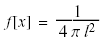 f[x] = 1 / (4 π l²)